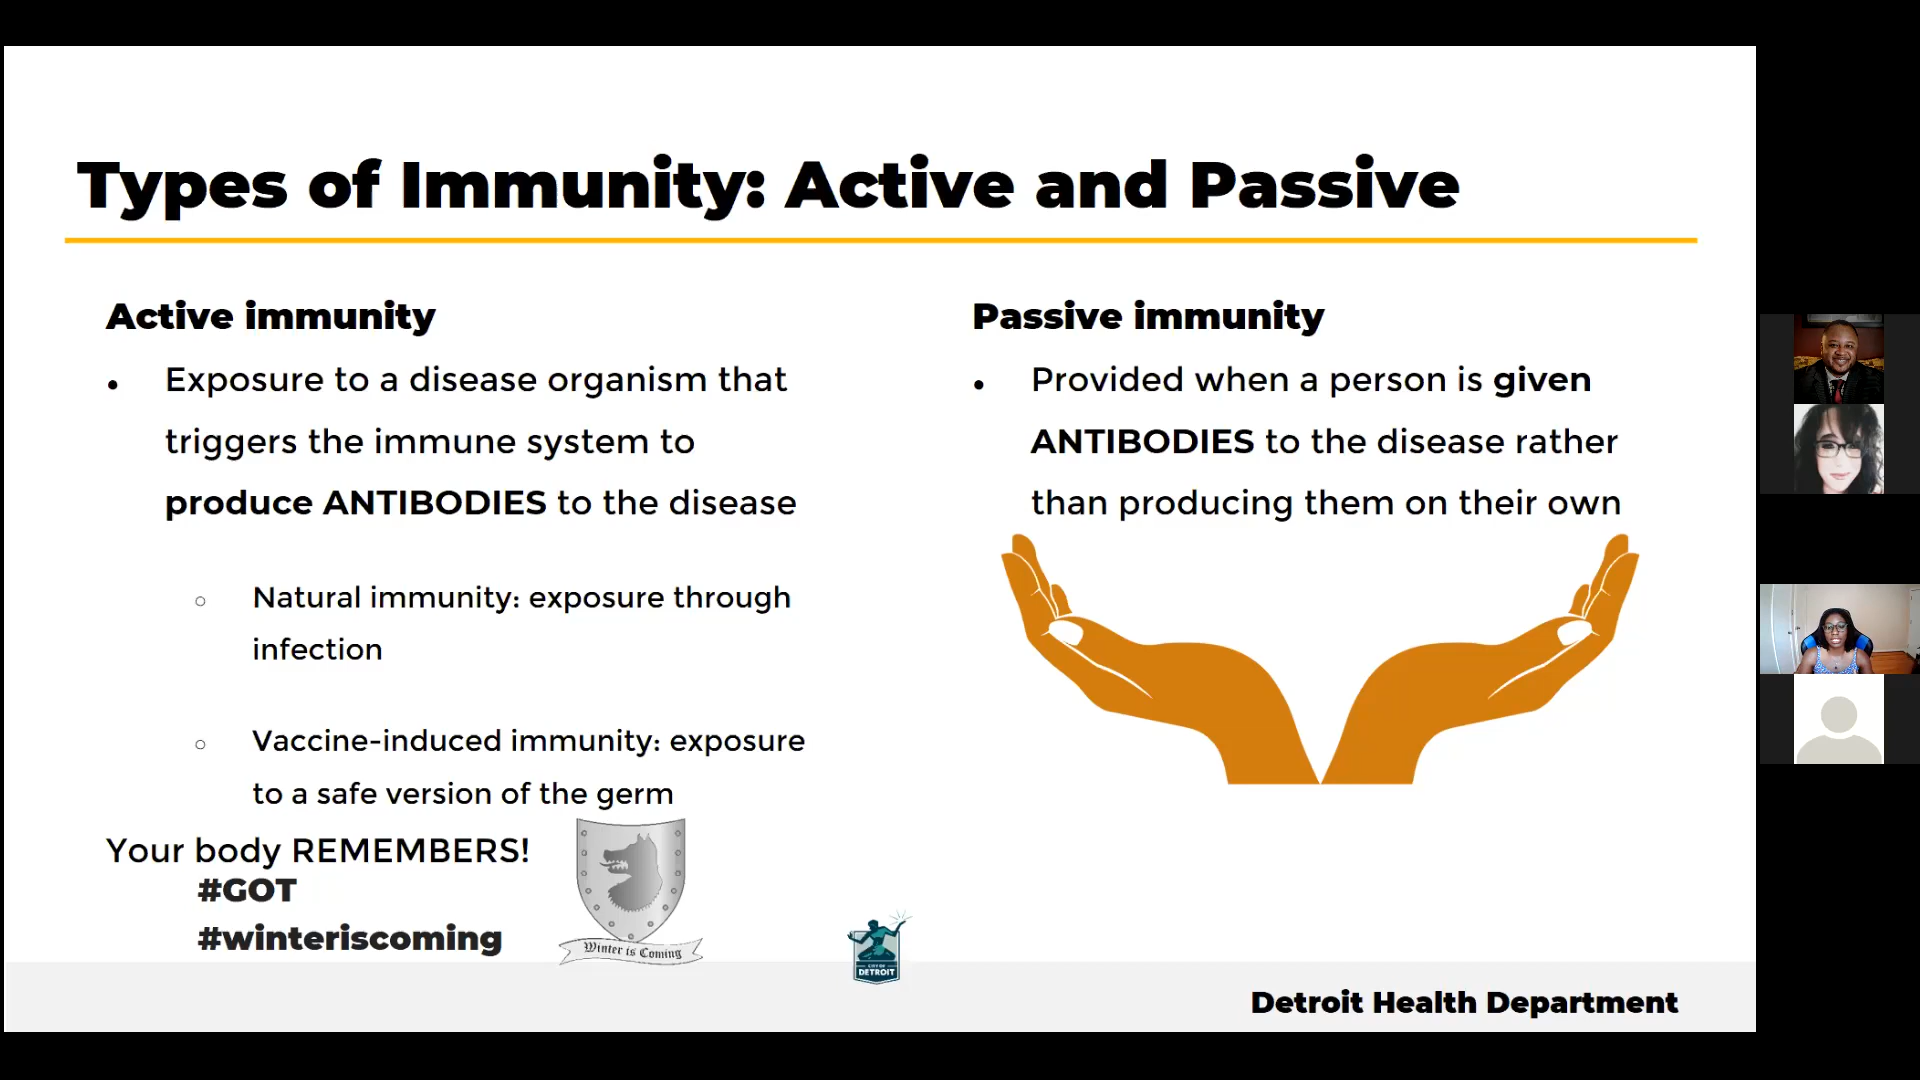 Types of Immunity: Active and Passive
Active immunity
• Exposure to a disease organism that
triggers the immune system to
produce ANTIBODIES to the disease
○ Natural immunity: exposure through
infection
○ Vaccine-induced immunity: exposure
to a safe version of the germ
Your body REMEMBERS!
#GOT
#winteriscoming
Winter is Coming
Passive immunity
• Provided when a person is given
ANTIBODIES to the disease rather
than producing them on their own
CITY OF
DETROIT
Detroit Health Department